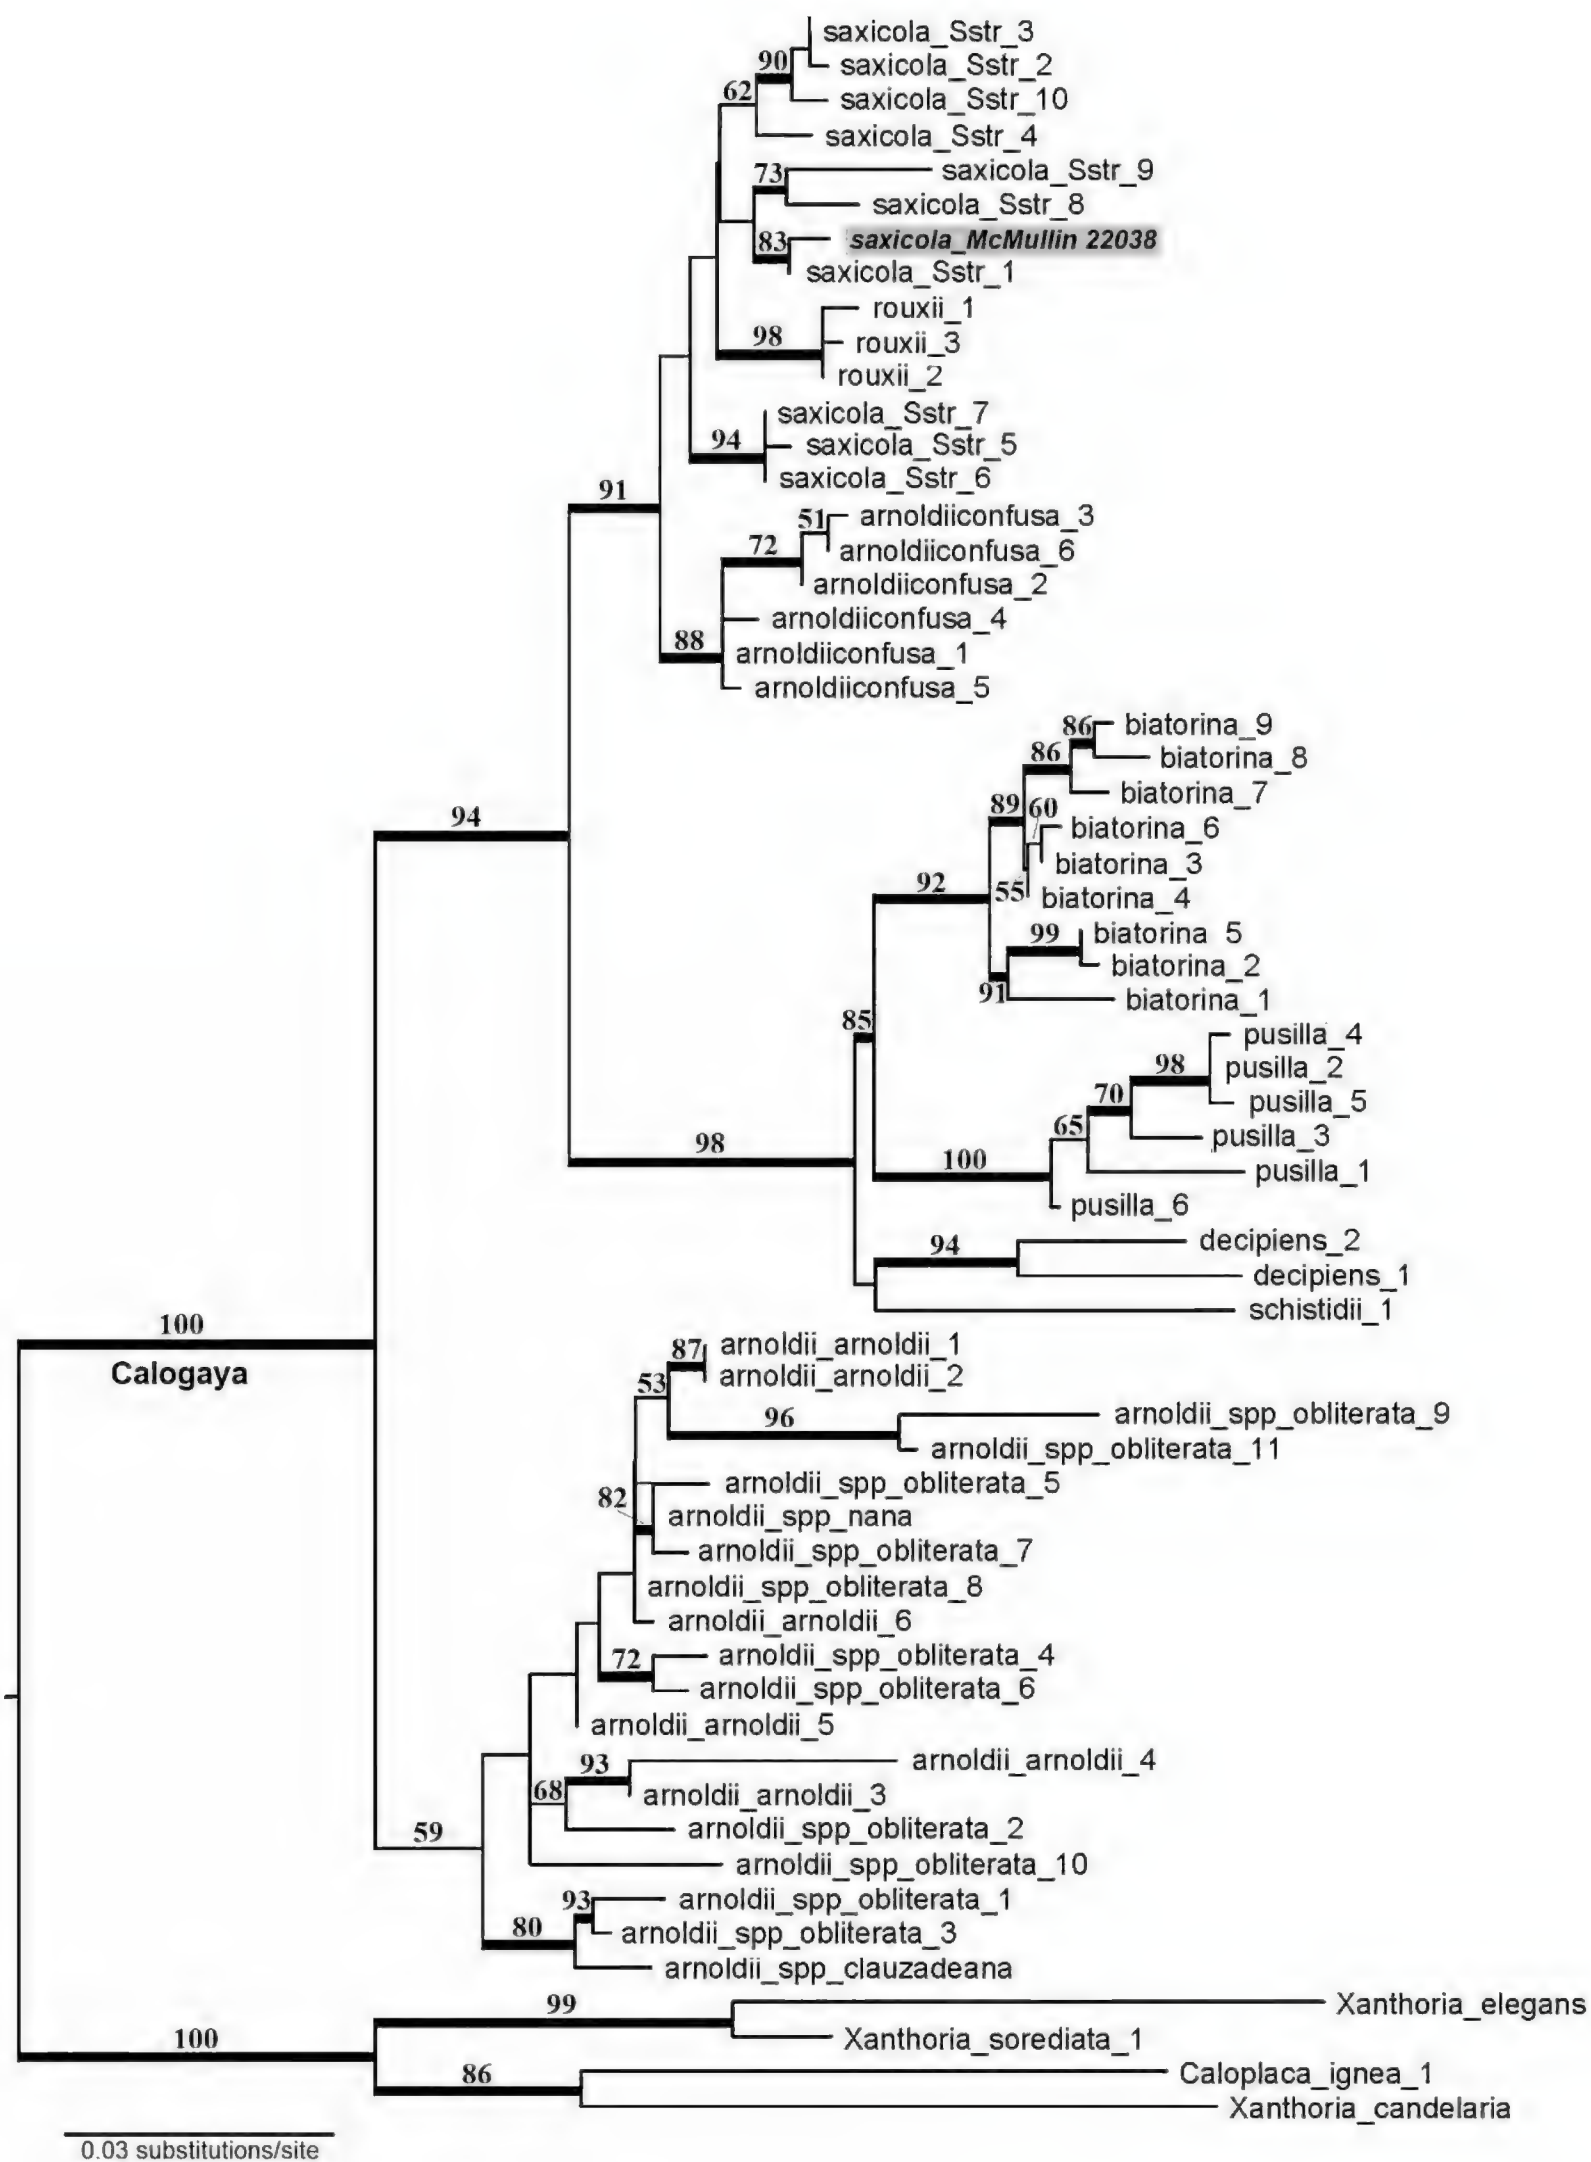 saxicola_Sstr_3
90
saxicola_Sstr_2
62
saxicola_Sstr_10
saxicola_Sstr_4
73
saxicola_Sstr_9
saxicola_Sstr_8
83
saxicola_McMullin 22038
saxicola_Sstr_1
rouxii_1
98
rouxii_3
rouxii_2
saxicola_Sstr_7
94
saxicola_Sstr_5
saxicola_Sstr_6
91
51
arnoldiiconfusa_3
72
arnoldiiconfusa_6
arnoldiiconfusa_2
arnoldiiconfusa_4
88
arnoldiiconfusa_1
arnoldiiconfusa_5
86
biatorina_9
86
biatorina_8
biatorina_7
89
60
biatorina_6
94
biatorina_3
92
55
biatorina_4
99
biatorina_5
biatorina_2
91
biatorina_1
85
pusilla_4
98
pusilla_2
70
pusilla_5
65
pusilla_3
98
100
pusilla_1
pusilla_6
94
decipiens_2
decipiens_1
schistidii_1
100
Calogaya
87
arnoldii_arnoldii_1
53
arnoldii_arnoldii_2
96
arnoldii_spp_obliterata_9
arnoldii_spp_obliterata_11
arnoldii_spp_obliterata_5
82
arnoldii_spp_nana
arnoldii_spp_obliterata_7
arnoldii_spp_obliterata_8
arnoldii_arnoldii_6
72
arnoldii_spp_obliterata_4
arnoldii_spp_obliterata_6
arnoldii_arnoldii_5
93
arnoldii_arnoldii_4
68
arnoldii_arnoldii_3
59
arnoldii_spp_obliterata_2
arnoldii_spp_obliterata_10
93
arnoldii_spp_obliterata_1
80
arnoldii_spp_obliterata_3
arnoldii_spp_clauzadeana
99
Xanthoria_elegans
100
Xanthoria_sorediata_1
86
Caloplaca_ignea_1
Xanthoria_candelaria
0.03 substitutions/site